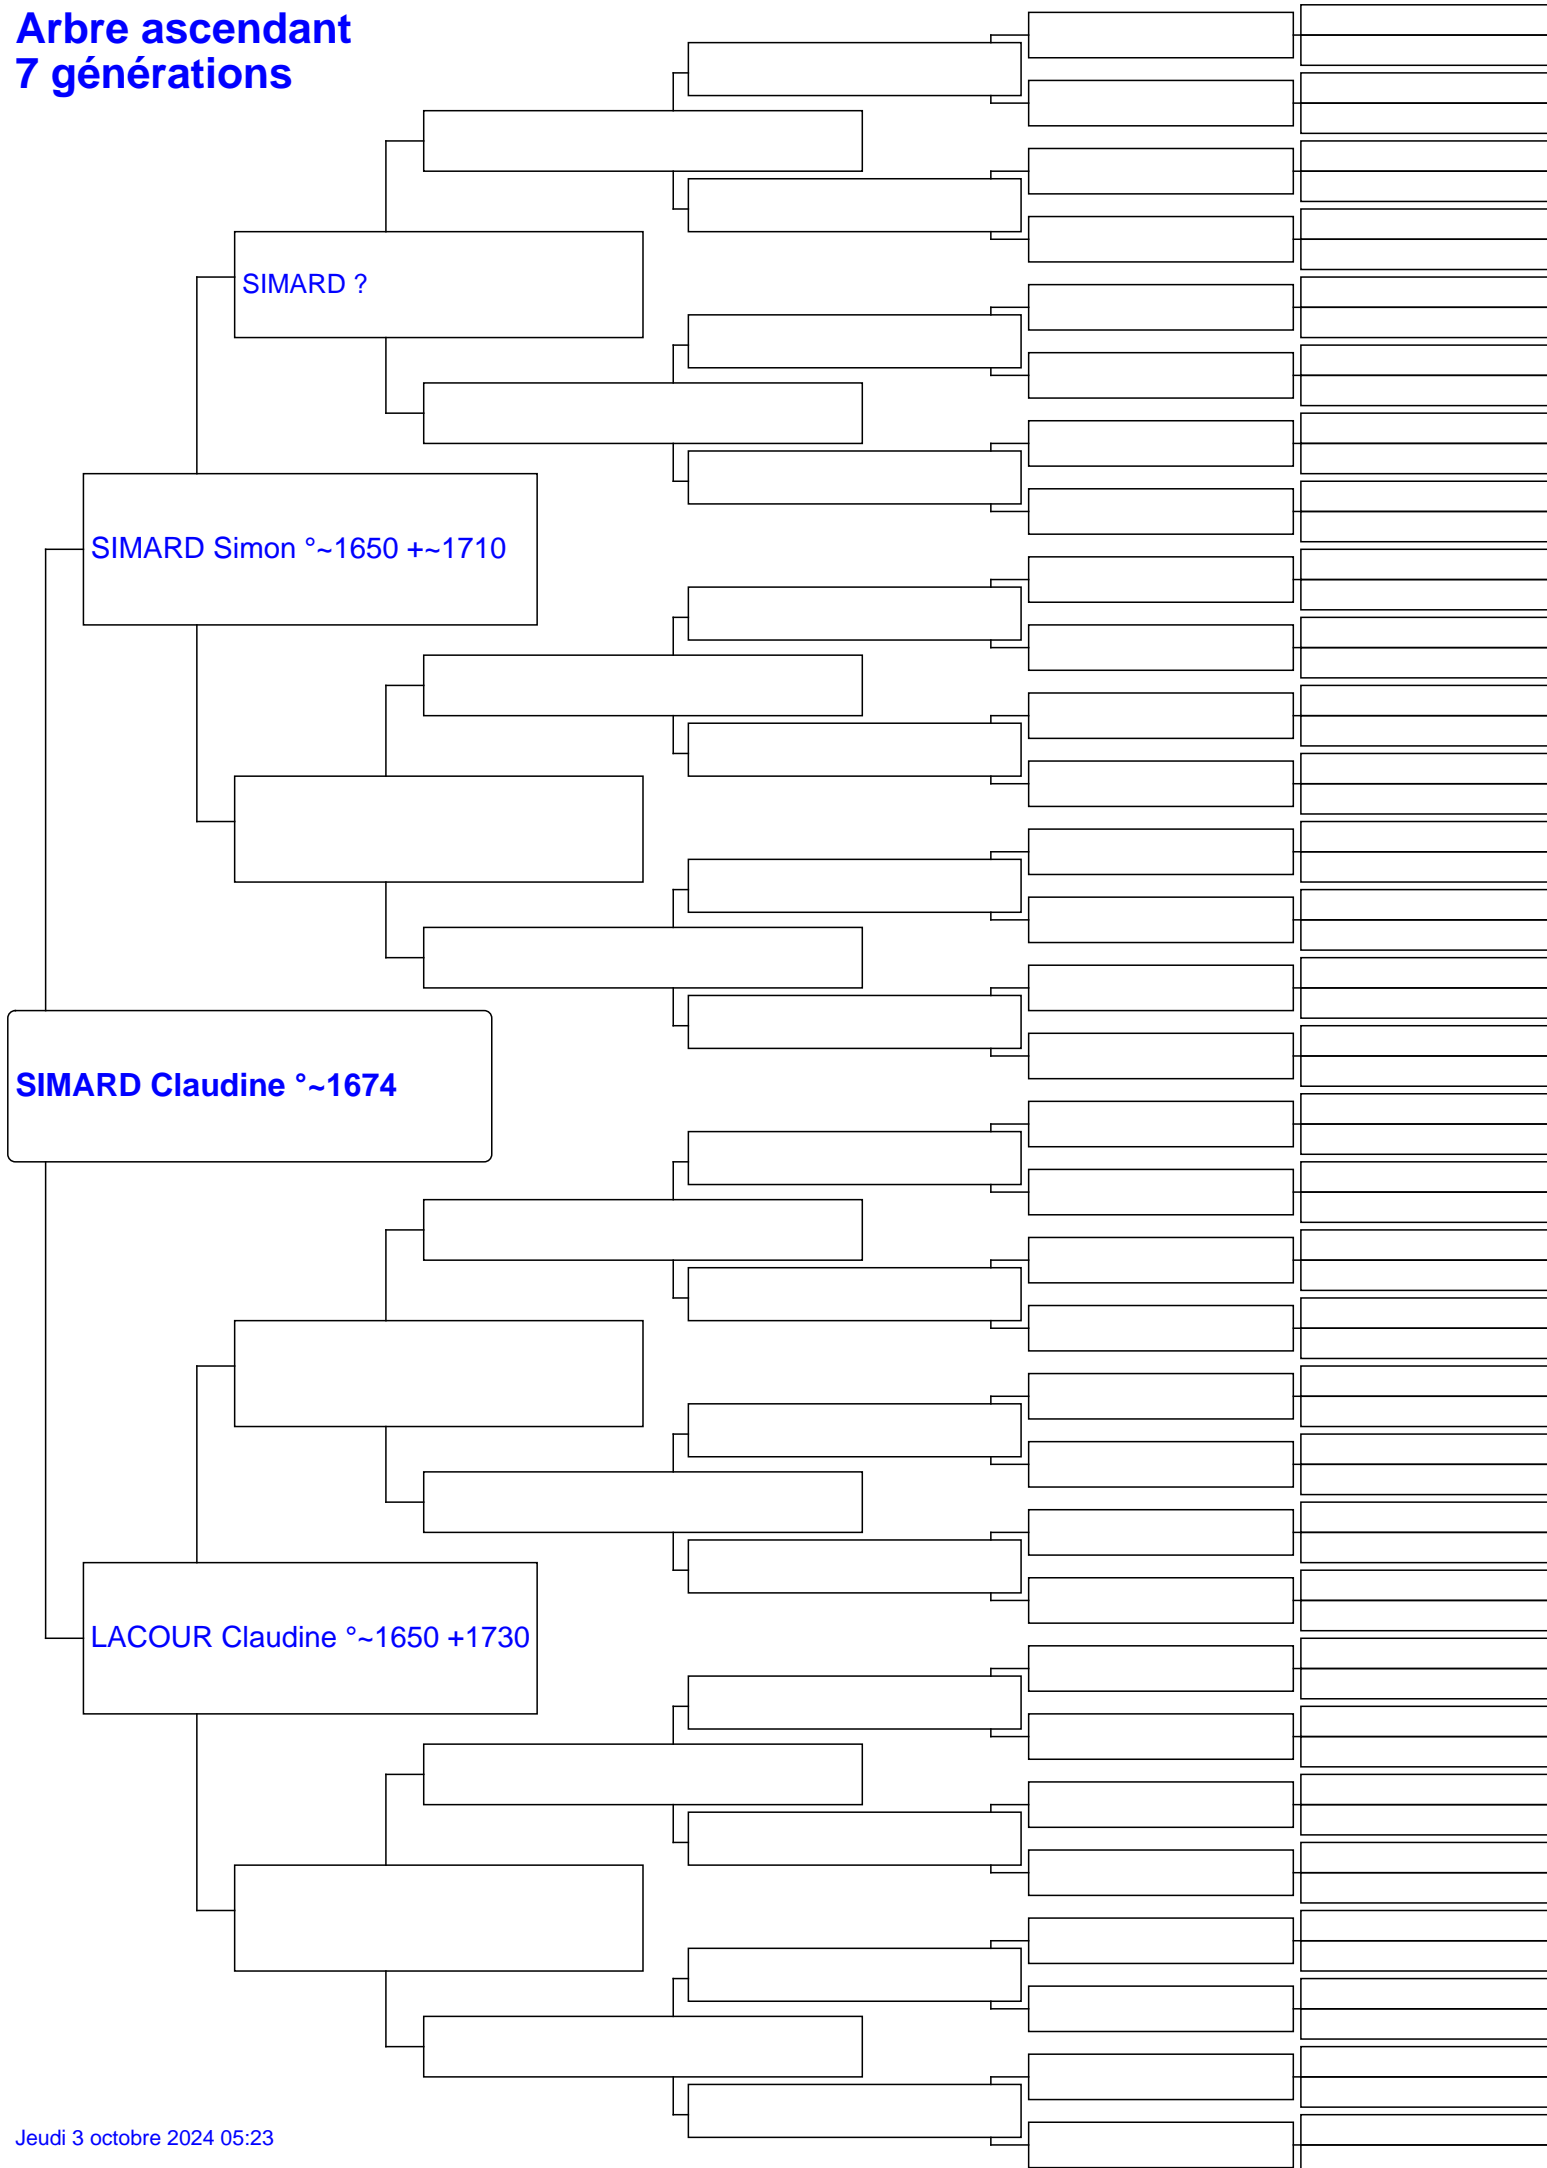 Arbre ascendant
7 générations
SIMARD ?
SIMARD Simon °~1650 +~1710
SIMARD Claudine °~1674
LACOUR Claudine °~1650 +1730
Jeudi 3 octobre 2024 05:23